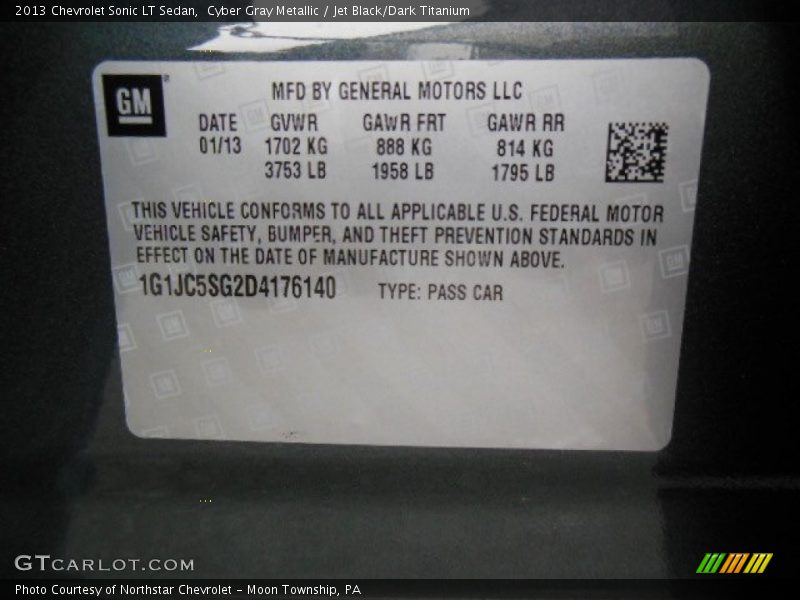 2013 Chevrolet Sonic LT Sedan,  Cyber Gray Metallic / Jet Black/Dark Titanium
GM
MFD BY GENERAL MOTORS LLC
DATE GVWR GAWR FRT GAWR RR
01/13 1702 KG 888 KG 814 KG
3753 LB 1958 LB 1795 LB
THIS VEHICLE CONFORMS TO ALL APPLICABLE U.S. FEDERAL MOTOR
VEHICLE SAFETY, BUMPER, AND THEFT PREVENTION STANDARDS IN
EFFECT ON THE DATE OF MANUFACTURE SHOWN ABOVE.
1G1JC5SG2D4176140 TYPE: PASS CAR
GTCARLOT.COM
Photo Courtesy of Northstar Chevrolet - Moon Township, PA